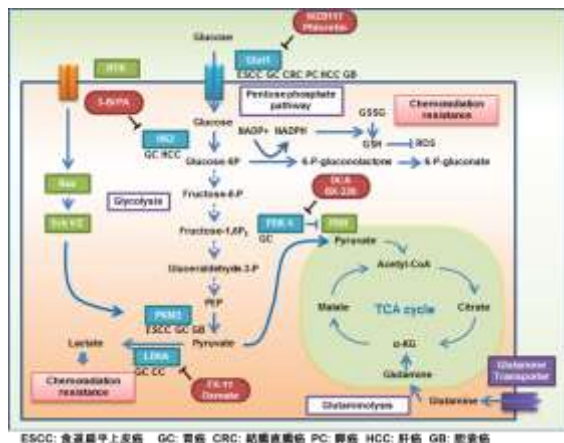 Phloretin
Glucose
Glut1
ESCC GC CRC PC HCC GB
RTK
Pentose phosphate
pathway
Chemoradiation
resistance
3-BrPA
Glucose
NADP+ NADPH
GSSG
GSH
ROS
HK2
GC HCC
Glucose-6P
6-P-gluconolactone
6-P-gluconate
DCA
Ras
Glycolysis
Fructose-6-P
Erk1/2
Fructose-1,6P₂
PDK-1
GC
PDH
Pyruvate
Glyceraldehyde-3-P
Acetyl-CoA
PEP
Malate
TCA cycle
Citrate
PKM2
ESCC GC GB
Lactate
Pyruvate
α-KG
LDHA
GC CC
Glutamine
Transporter
Chemoradiation
resistance
FX-11
Glutamine
Glutaminolysis
Glutamine
ESCC: 食道扁平上皮癌 GC: 胃癌 CRC: 結腸直腸癌 PC: 膵癌 HCC: 肝癌 GB: 胆嚢癌